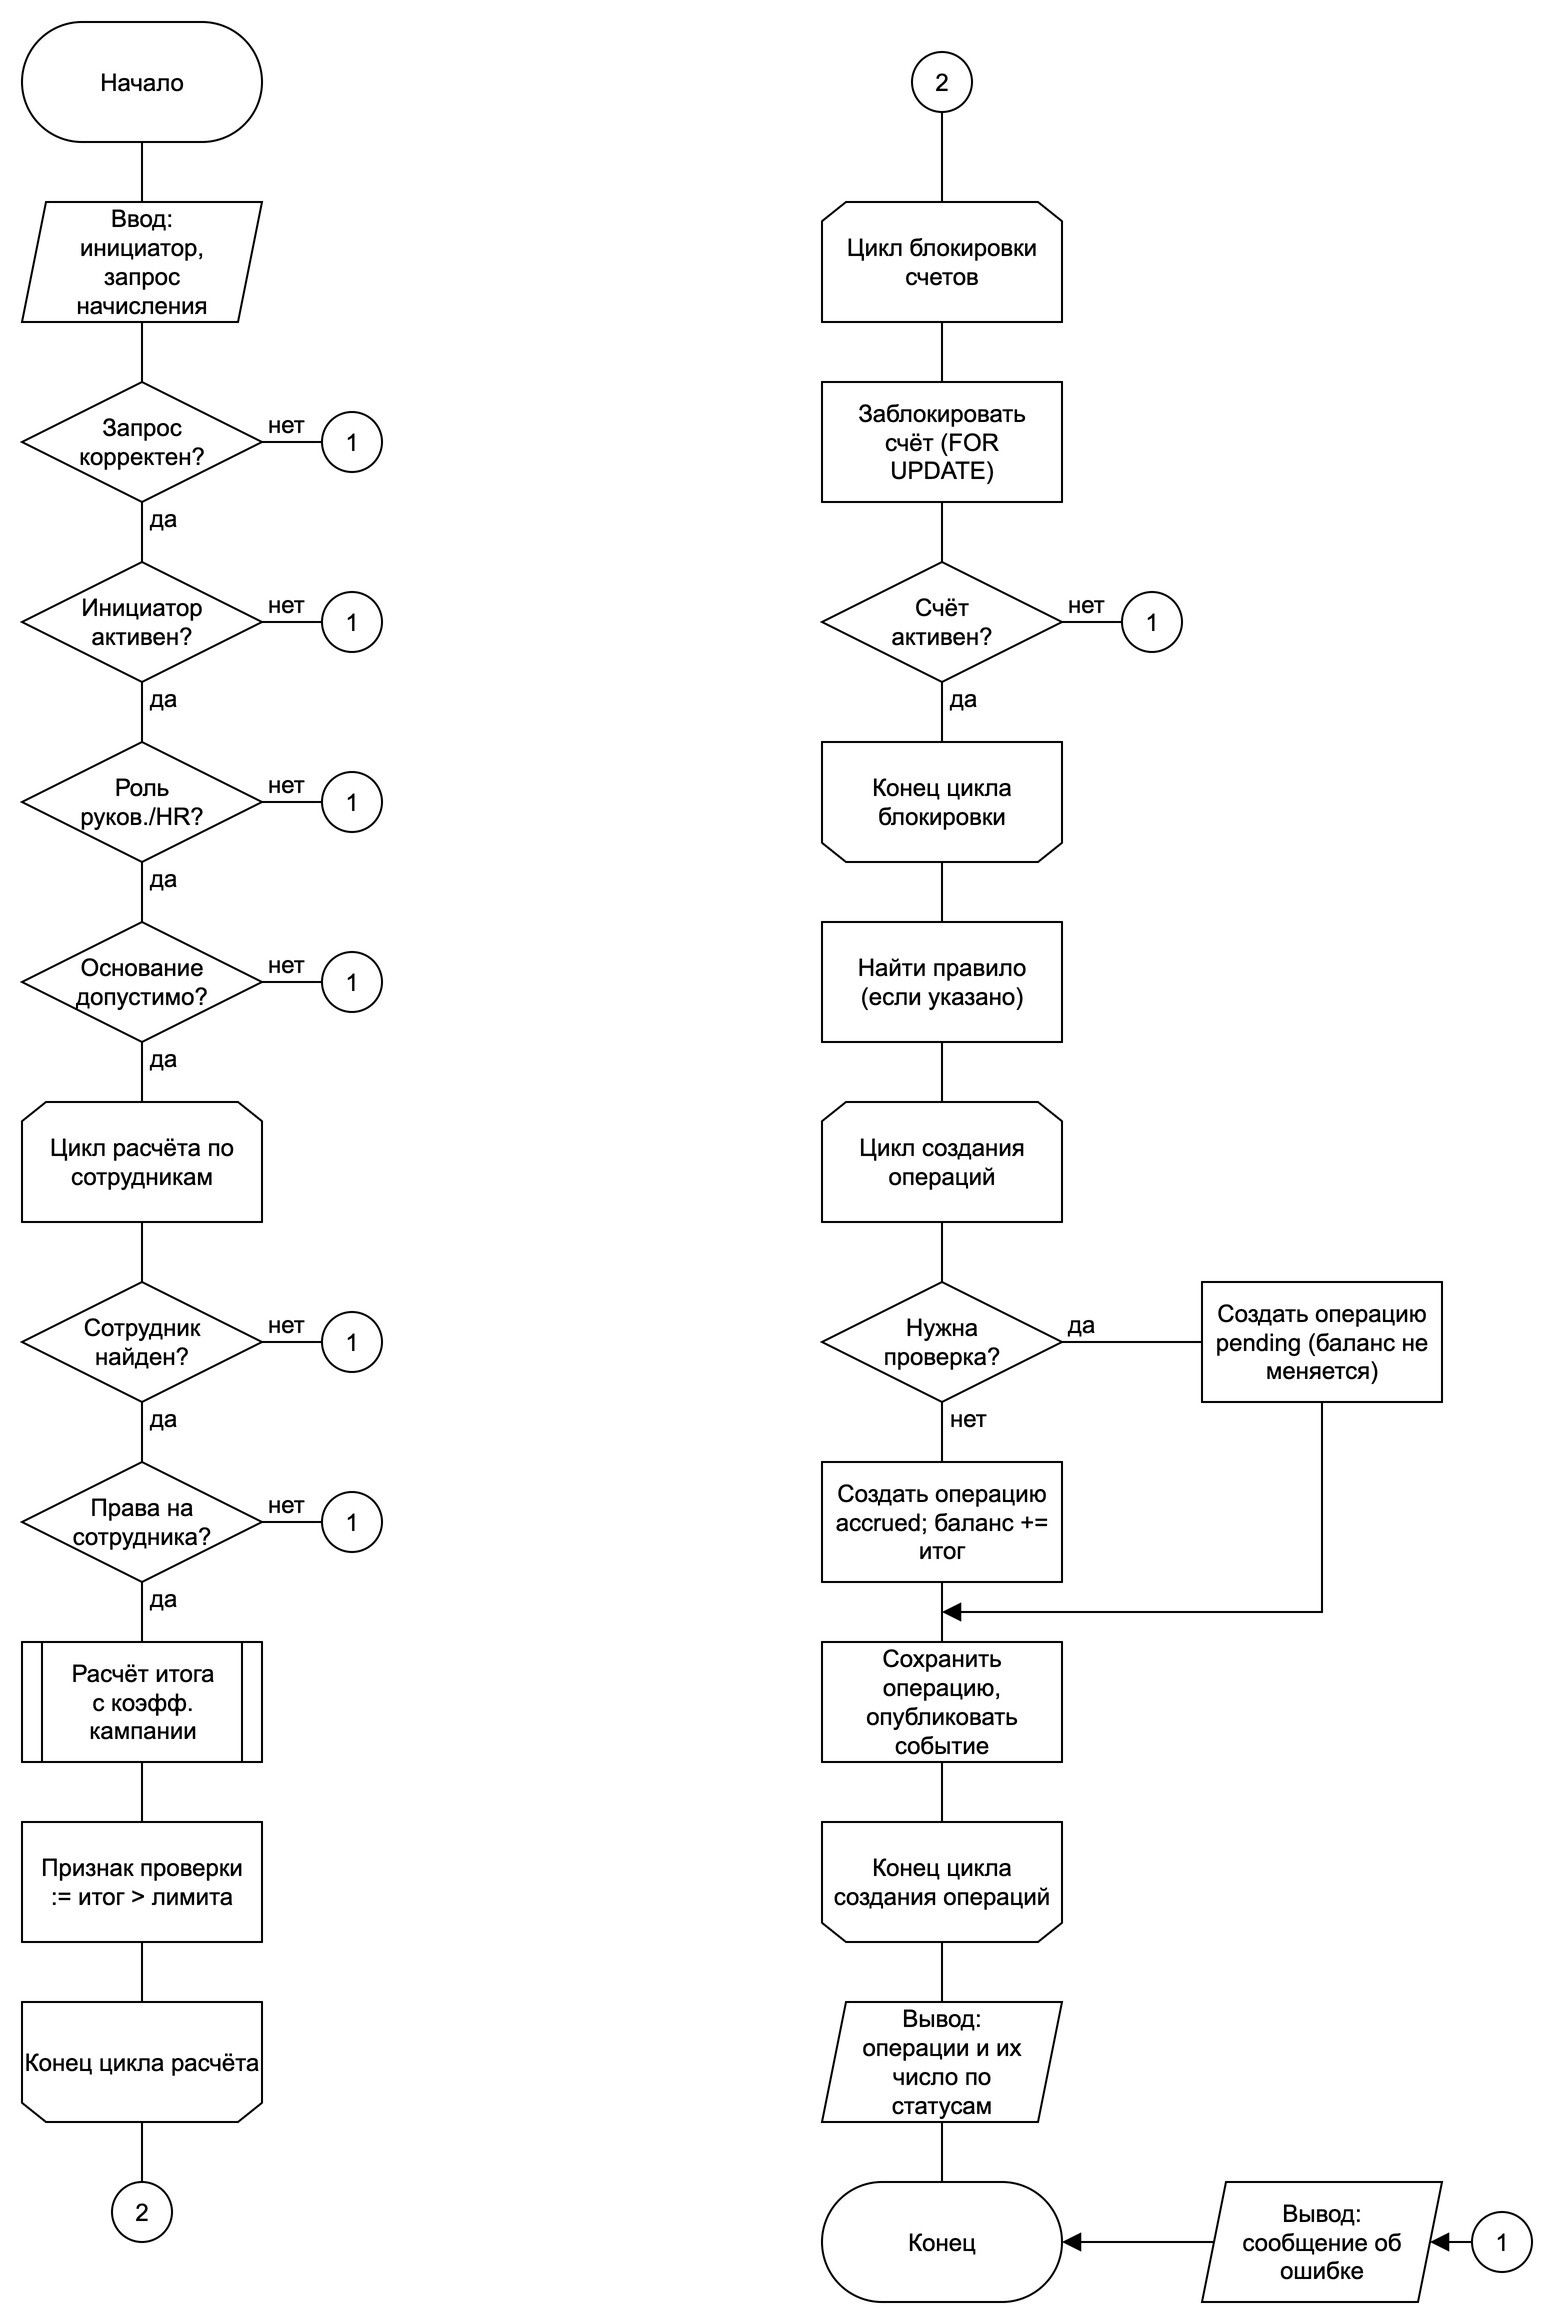 Начало
Ввод:
инициатор,
запрос
начисления
Запрос
корректен?
нет
1
да
Инициатор
активен?
нет
1
да
Роль
руков./HR?
нет
1
да
Основание
допустимо?
нет
1
да
Цикл расчёта по
сотрудникам
Сотрудник
найден?
нет
1
да
Права на
сотрудника?
нет
1
да
Расчёт итога
с коэфф.
кампании
Признак проверки
:= итог > лимита
Конец цикла расчёта
2
2
Цикл блокировки
счетов
Заблокировать
счёт (FOR
UPDATE)
Счёт
активен?
нет
1
да
Конец цикла
блокировки
Найти правило
(если указано)
Цикл создания
операций
Нужна
проверка?
да
Создать операцию
pending (баланс не
меняется)
нет
Создать операцию
accrued; баланс +=
итог
Сохранить
операцию,
опубликовать
событие
Конец цикла
создания операций
Вывод:
операции и их
число по
статусам
Конец
Вывод:
сообщение об
ошибке
1